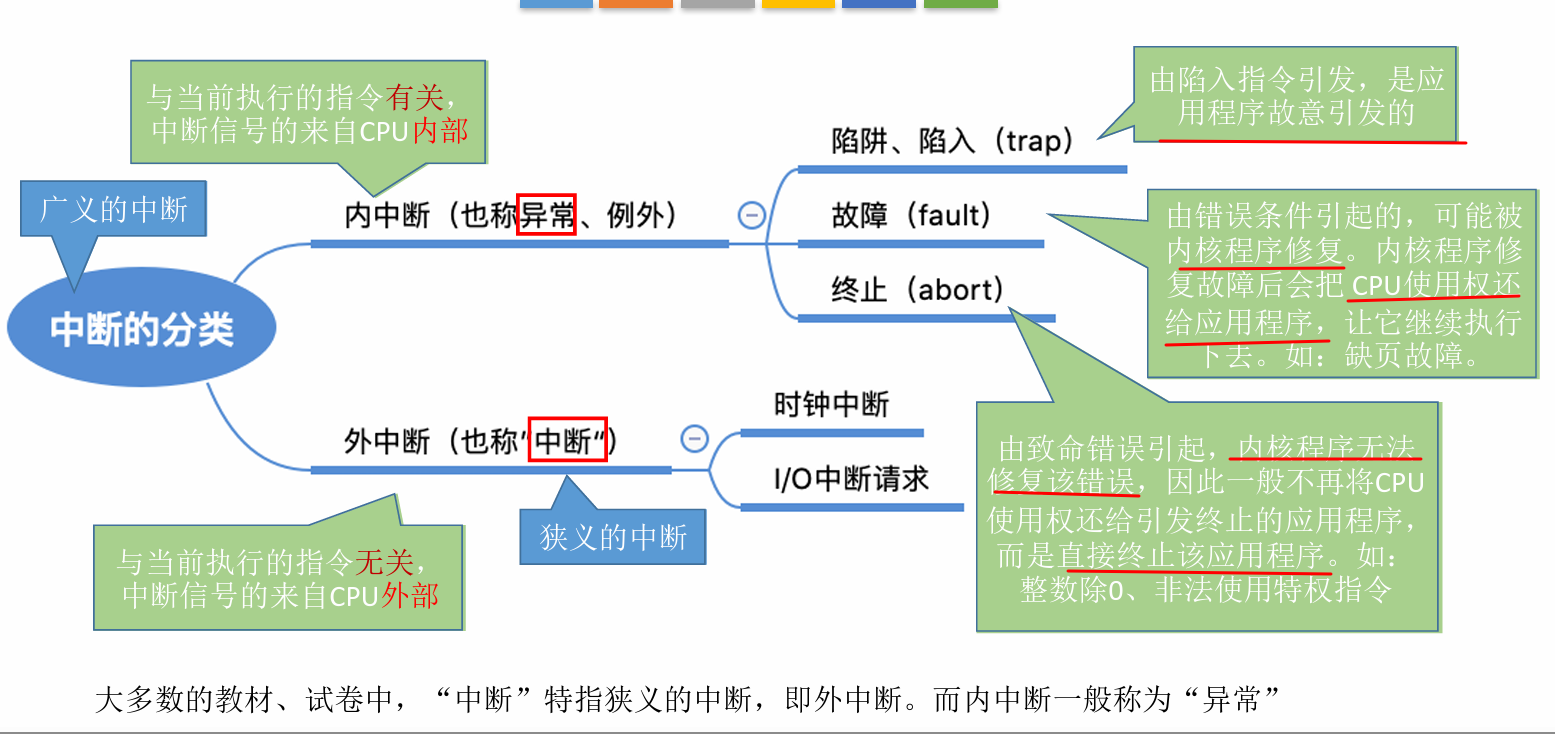 与当前执行的指令有关，
中断信号的来自CPU内部
广义的中断
中断的分类
内中断（也称异常、例外）
陷阱、陷入（trap）
由陷入指令引发，是应
用程序故意引发的
故障（fault）
由错误条件引起的，可能被
内核程序修复。内核程序修
复故障后会把 CPU使用权还
给应用程序，让它继续执行
下去。如：缺页故障。
终止（abort）
由致命错误引起，内核程序无法
修复该错误，因此一般不再将CPU
使用权还给引发终止的应用程序，
而是直接终止该应用程序。如：
整数除0、非法使用特权指令
外中断（也称“中断“）
时钟中断
I/O中断请求
狭义的中断
与当前执行的指令无关，
中断信号的来自CPU外部
大多数的教材、试卷中，“中断”特指狭义的中断，即外中断。而内中断一般称为“异常”